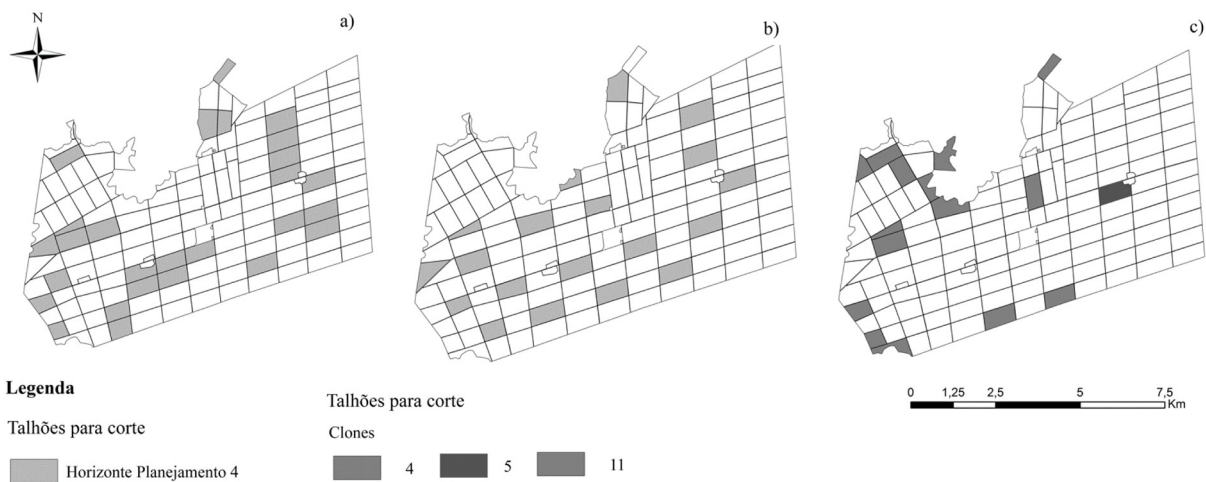 N
a)
b)
c)
Legenda
Talhões para corte
Horizonte Planejamento 4
Talhões para corte
Clones
4
5
11
0 1,25 2,5 5 7,5
Km